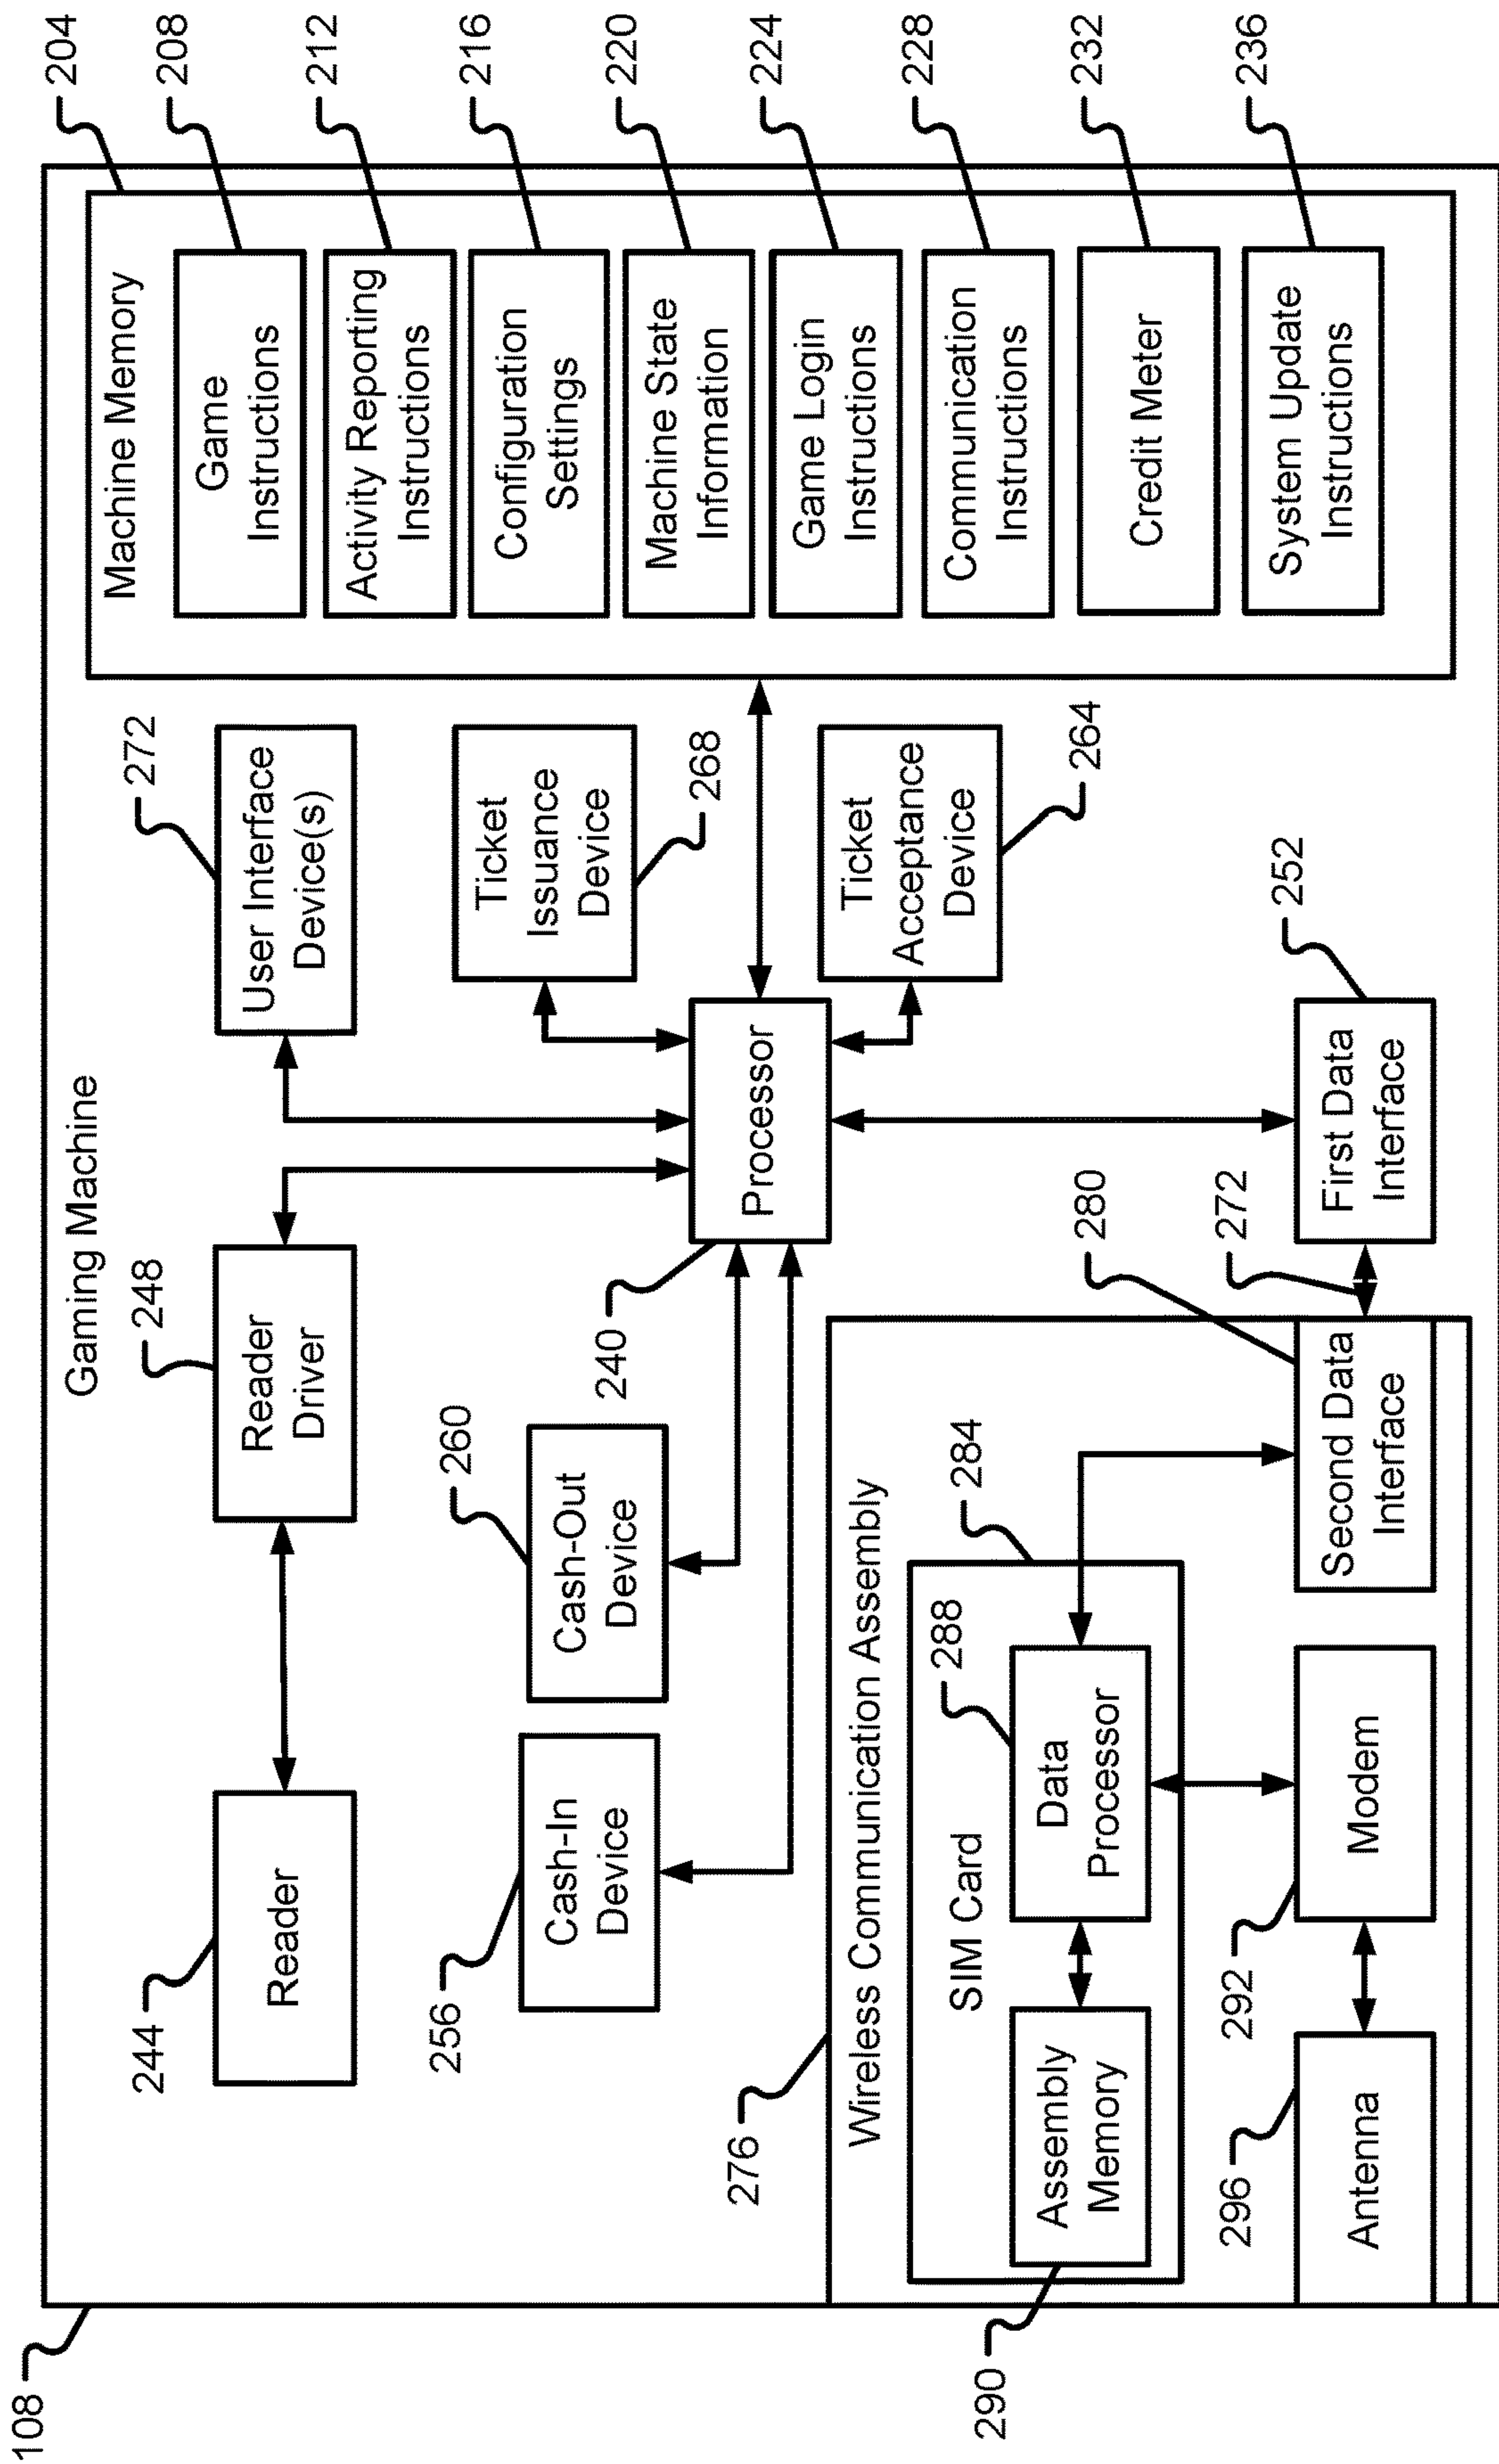 108
Gaming Machine
204
Machine Memory
208
Game
Instructions
212
Activity Reporting
Instructions
216
Configuration
Settings
220
Machine State
Information
224
Game Login
Instructions
228
Communication
Instructions
232
Credit Meter
236
System Update
Instructions
244
Reader
248
Reader
Driver
272
User Interface
Device(s)
256
Cash-In
Device
260
Cash-Out
Device
268
Ticket
Issuance
Device
240
Processor
264
Ticket
Acceptance
Device
276
Wireless Communication Assembly
284
SIM Card
290
Assembly
Memory
288
Data
Processor
280
Second Data
Interface
272
252
First Data
Interface
296
Antenna
292
Modem